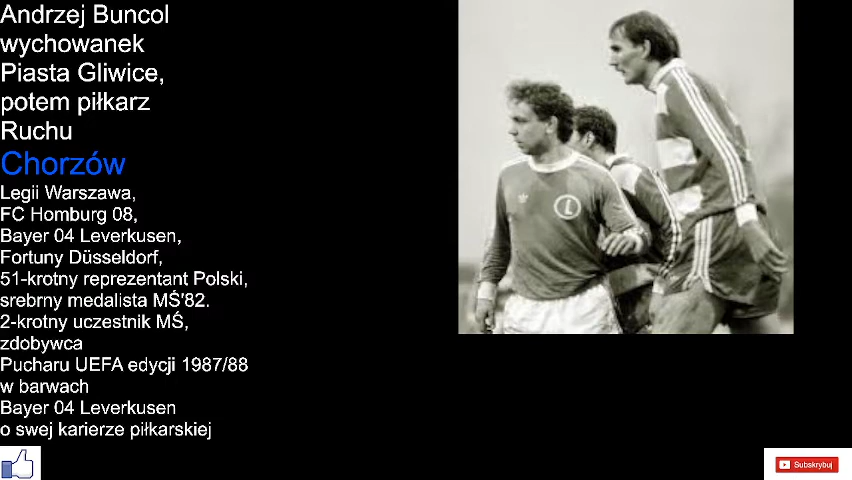 Andrzej Buncol
wychowanek
Piasta Gliwice,
potem piłkarz
Ruchu
Chorzów
Legii Warszawa,
FC Homburg 08,
Bayer 04 Leverkusen,
Fortuny Düsseldorf,
51-krotny reprezentant Polski,
srebrny medalista MŚ'82.
2-krotny uczestnik MŚ,
zdobywca
Pucharu UEFA edycji 1987/88
w barwach
Bayer 04 Leverkusen
o swej karierze piłkarskiej
L
Subskrybuj